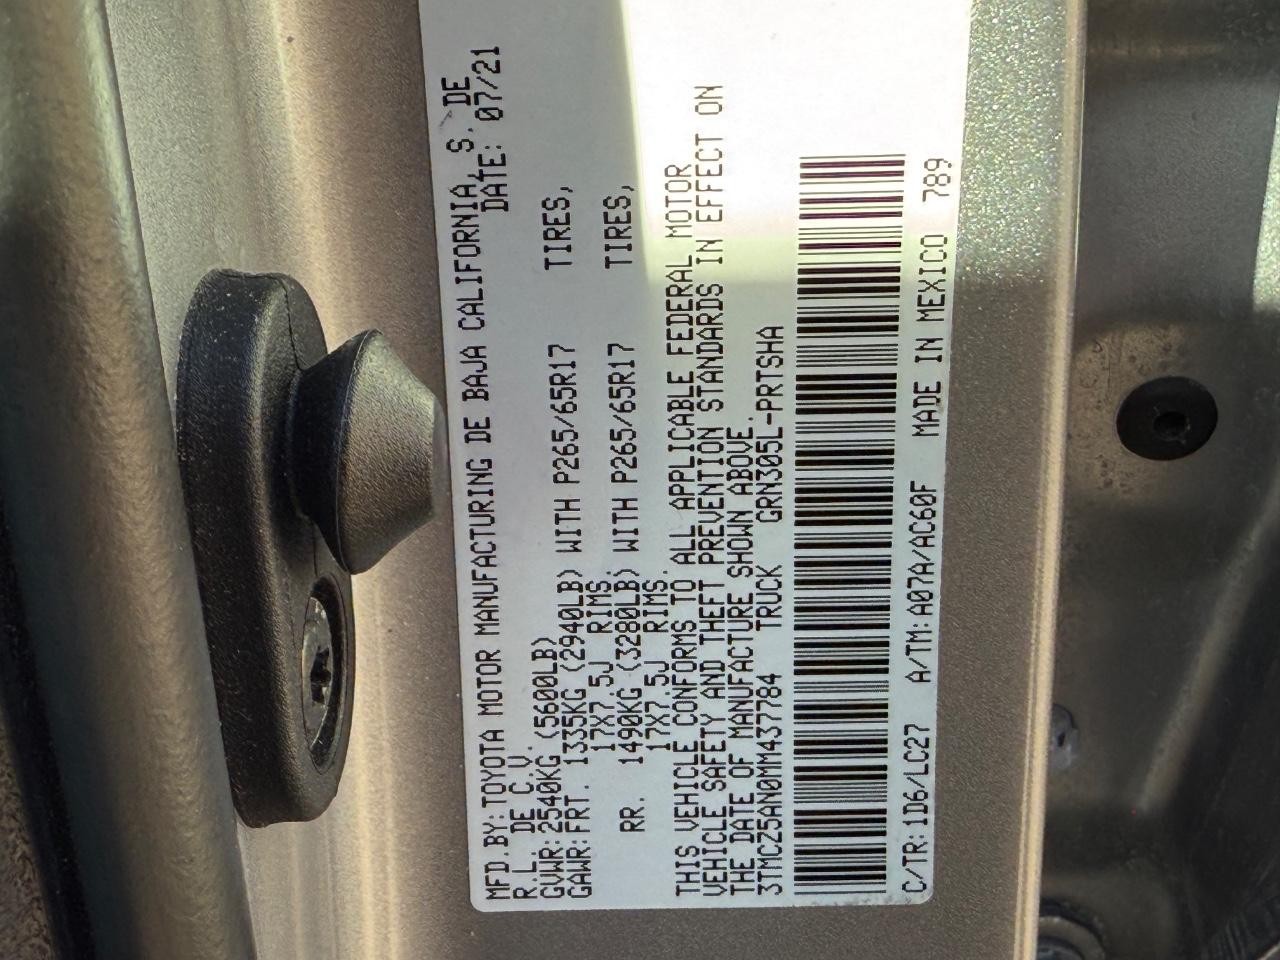 MFD.BY: TOYOTA MOTOR MANUFACTURING DE BAJA CALIFORNIA, S. DE
R.L. DE C.V. DATE: 07/21
GVWR: 2540KG (5600LB)
GAWR: FRT. 1335KG (2940LB) WITH P265/65R17 TIRES,
17X7.5J RIMS,
RR. 1490KG (3280LB) WITH P265/65R17 TIRES,
17X7.5J RIMS.
THIS VEHICLE CONFORMS TO ALL APPLICABLE FEDERAL MOTOR
VEHICLE SAFETY AND THEFT PREVENTION STANDARDS IN EFFECT ON
THE DATE OF MANUFACTURE SHOWN ABOVE.
3TMCZ5AN0MM437784 TRUCK GRN305L-PRTSHA
C/TR: 1D6/LC27 A/TM: A07A/AC60F MADE IN MEXICO 789